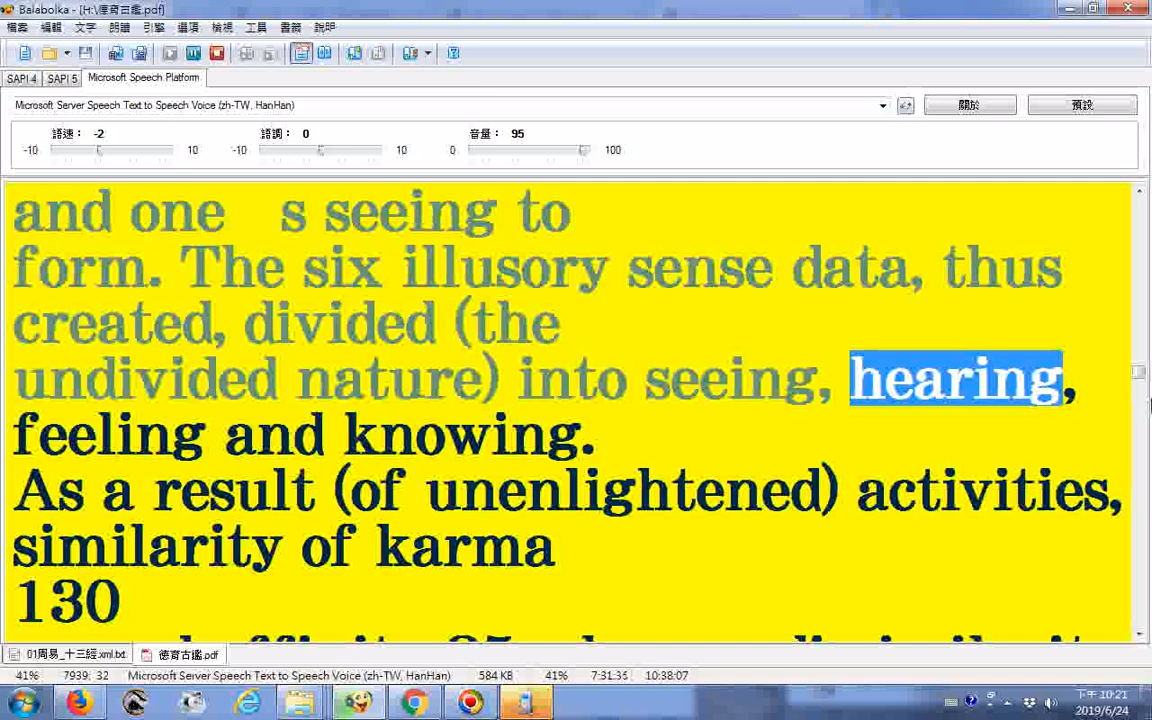 Balabolka - [H:\德育古鑑.pdf]
檔案 編輯 文字 朗讀 引擎 選項 檢視 工具 書籤 說明
SAPI 4 SAPI 5 Microsoft Speech Platform
Microsoft Server Speech Text to Speech Voice (zh-TW, HanHan) 關於 預設
語速： -2 語調： 0 音量： 95
-10 10 -10 10 0 100
and one s seeing to
form. The six illusory sense data, thus
created, divided (the
undivided nature) into seeing, hearing,
feeling and knowing.
As a result (of unenlightened) activities,
similarity of karma
130
01周易_十三經.xml.txt 德育古鑑.pdf
41% 7939, 32 Microsoft Server Speech Text to Speech Voice (zh-TW, HanHan) 584 KB 41% 7:31:35 10:38:07
下午 10:21
2019/6/24